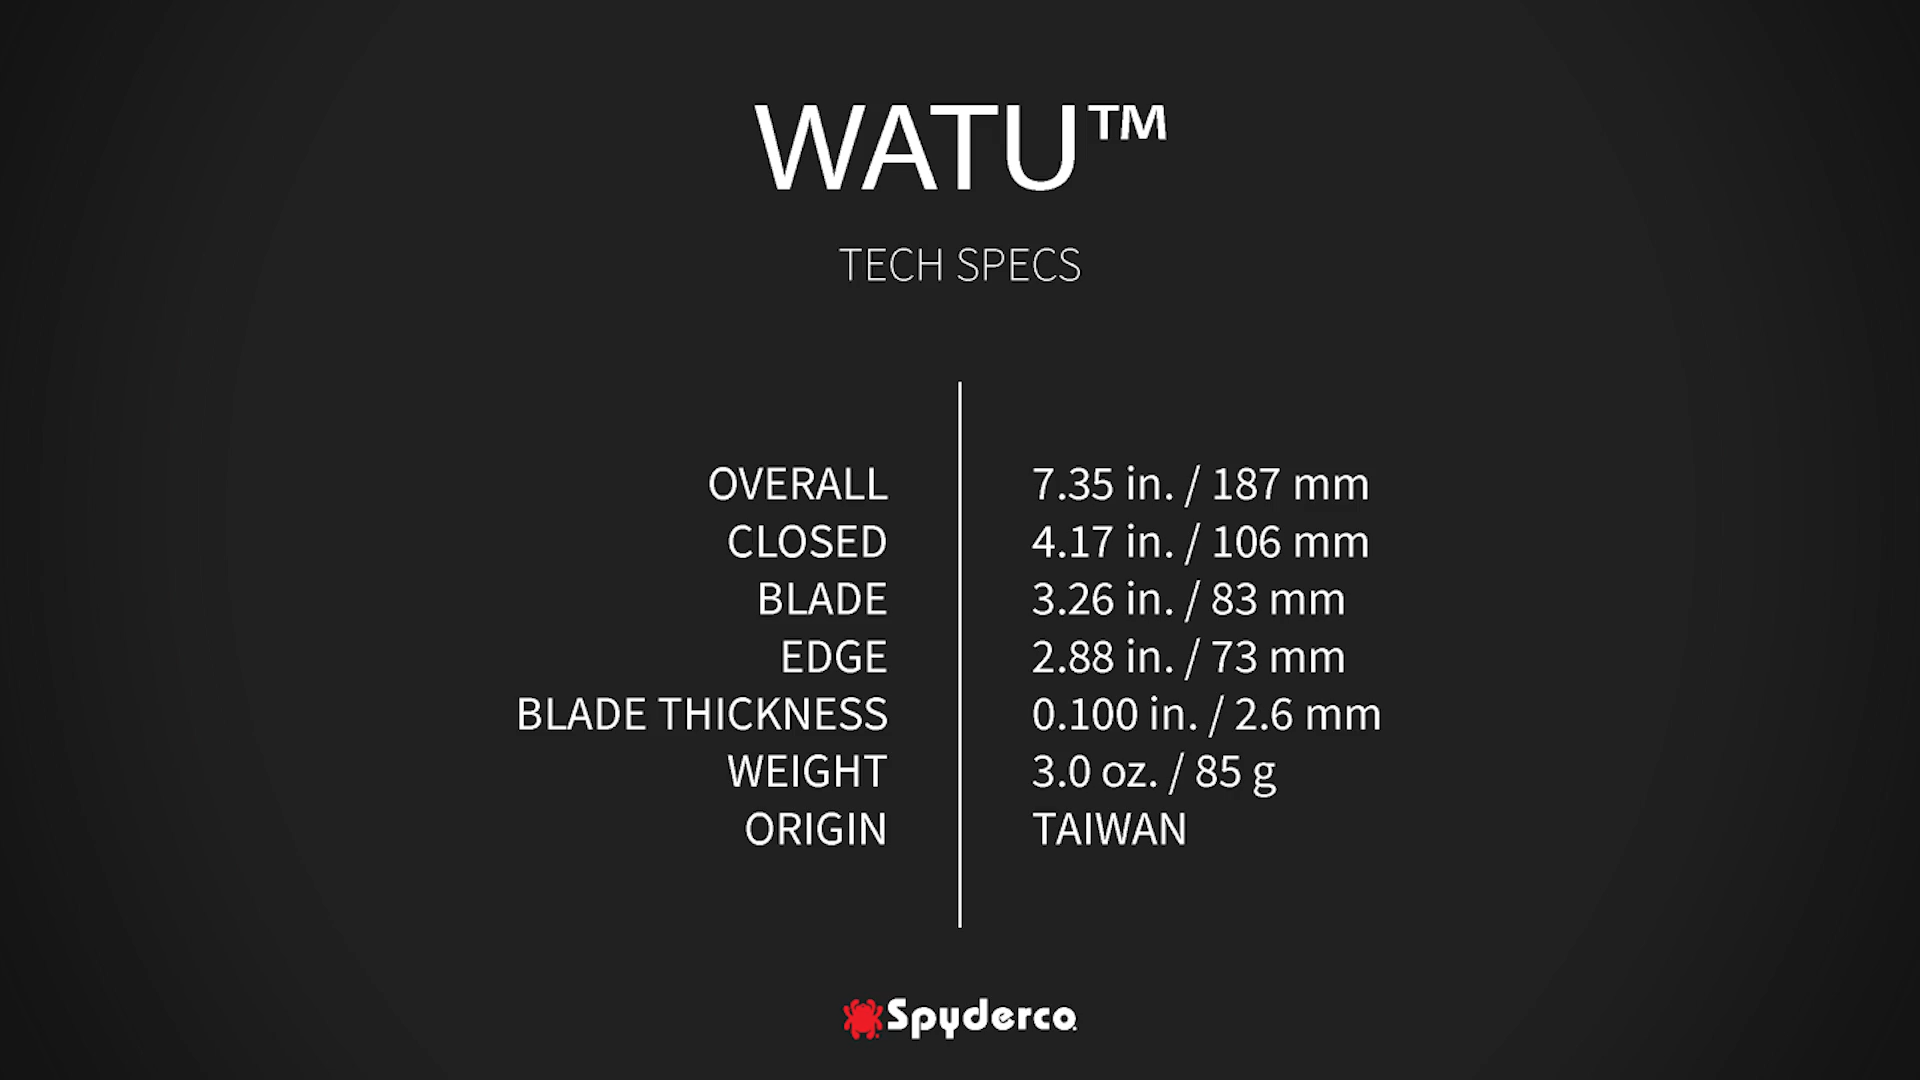 WATU™
TECH SPECS
OVERALL 7.35 in. / 187 mm
CLOSED 4.17 in. / 106 mm
BLADE 3.26 in. / 83 mm
EDGE 2.88 in. / 73 mm
BLADE THICKNESS 0.100 in. / 2.6 mm
WEIGHT 3.0 oz. / 85 g
ORIGIN TAIWAN
Spyderco